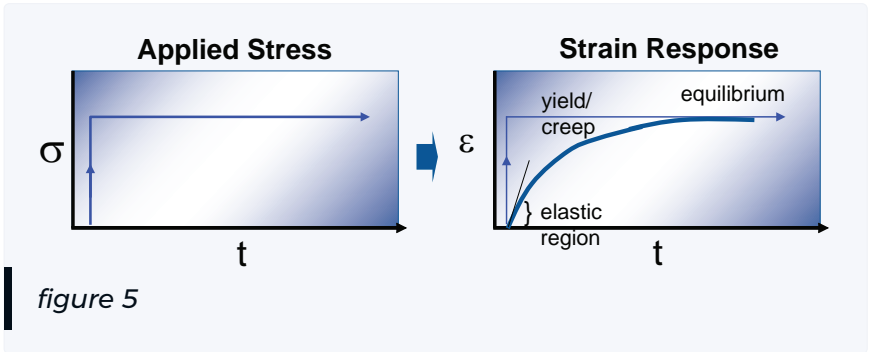 Applied Stress
σ
t
Strain Response
ε
yield/
creep
equilibrium
} elastic
region
t
figure 5